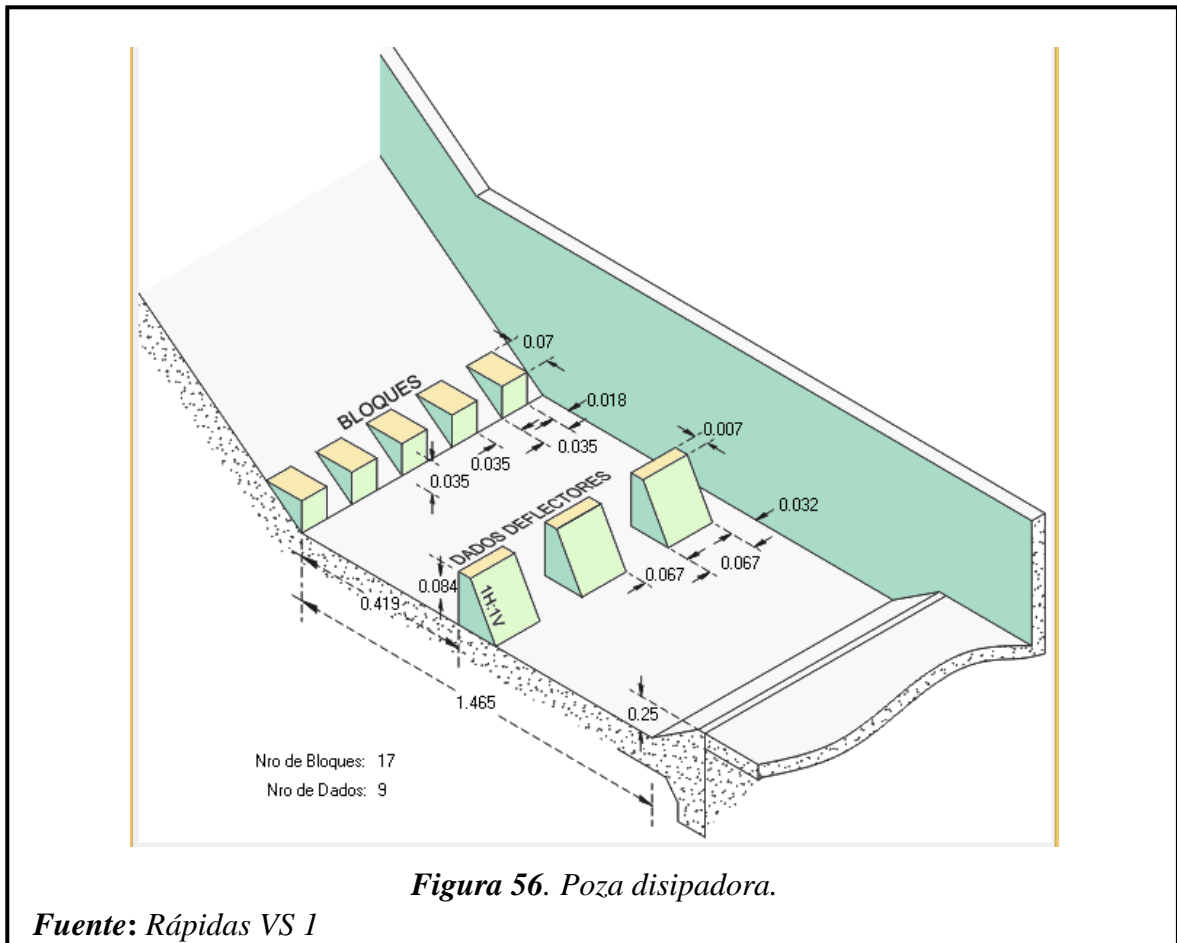 0.07
BLOQUES
0.018
0.007
0.035
0.035
0.035
DADOS DEFLECTORES
0.032
0.084
1H:1V
0.067
0.067
0.419
1.465
0.25
Nro de Bloques: 17
Nro de Dados: 9
Figura 56. Poza disipadora.
Fuente: Rápidas VS 1